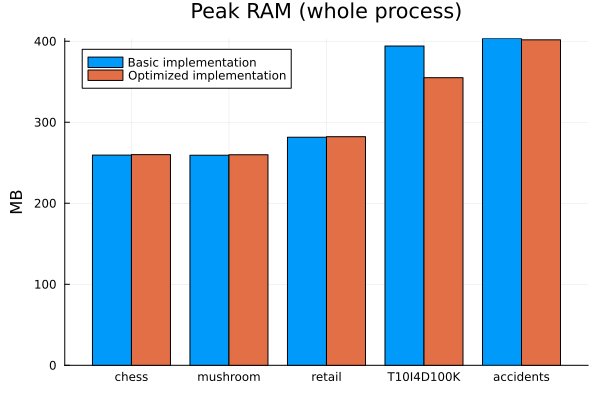 Peak RAM (whole process)
Basic implementation
Optimized implementation
MB
400
300
200
100
0
chess
mushroom
retail
T10I4D100K
accidents